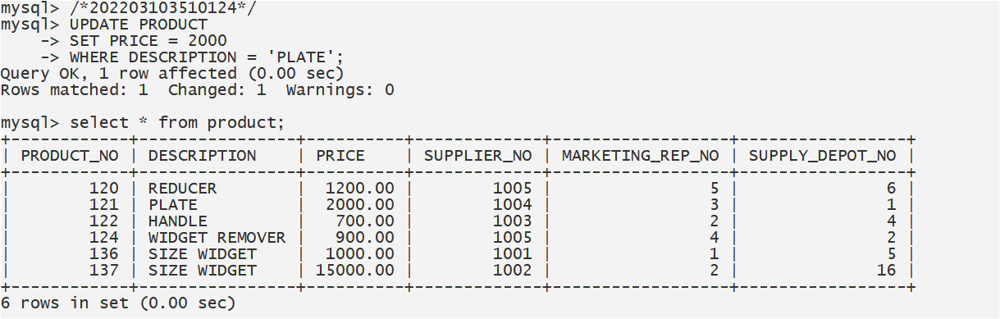 mysql> /*202203103510124*/
mysql> UPDATE PRODUCT
    -> SET PRICE = 2000
    -> WHERE DESCRIPTION = 'PLATE';
Query OK, 1 row affected (0.00 sec)
Rows matched: 1  Changed: 1  Warnings: 0

mysql> select * from product;
+------------+----------------+----------+-------------+------------------+-----------------+
| PRODUCT_NO | DESCRIPTION    | PRICE    | SUPPLIER_NO | MARKETING_REP_NO | SUPPLY_DEPOT_NO |
+------------+----------------+----------+-------------+------------------+-----------------+
|        120 | REDUCER        |  1200.00 |        1005 |                5 |               6 |
|        121 | PLATE          |  2000.00 |        1004 |                3 |               1 |
|        122 | HANDLE         |   700.00 |        1003 |                2 |               4 |
|        124 | WIDGET REMOVER |   900.00 |        1005 |                4 |               2 |
|        136 | SIZE WIDGET    |  1000.00 |        1001 |                1 |               5 |
|        137 | SIZE WIDGET    | 15000.00 |        1002 |                2 |              16 |
+------------+----------------+----------+-------------+------------------+-----------------+
6 rows in set (0.00 sec)